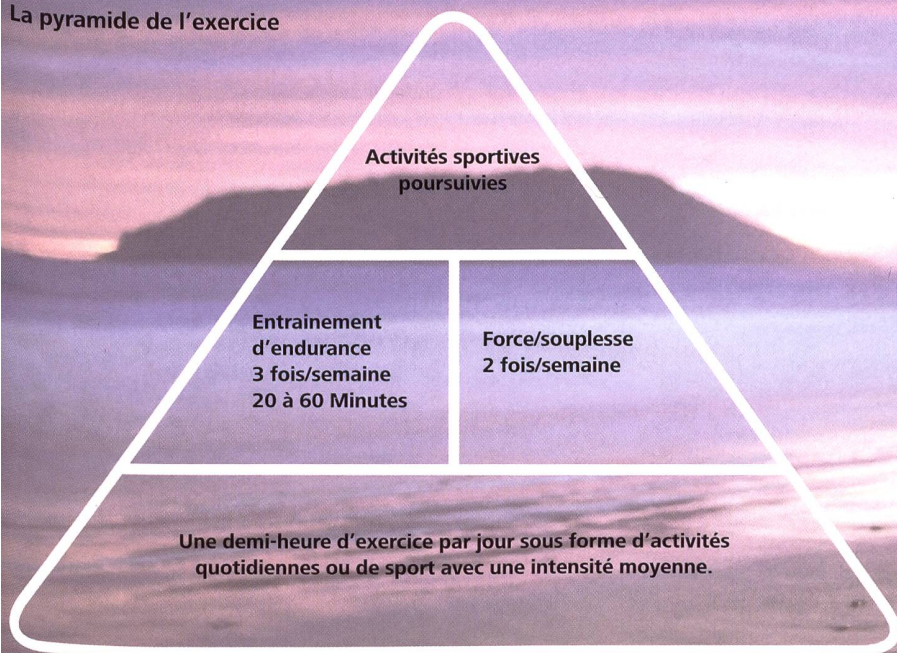 La pyramide de l'exercice
Activités sportives
poursuivies
Entrainement
d'endurance
3 fois/semaine
20 à 60 Minutes
Force/souplesse
2 fois/semaine
Une demi-heure d'exercice par jour sous forme d'activités
quotidiennes ou de sport avec une intensité moyenne.